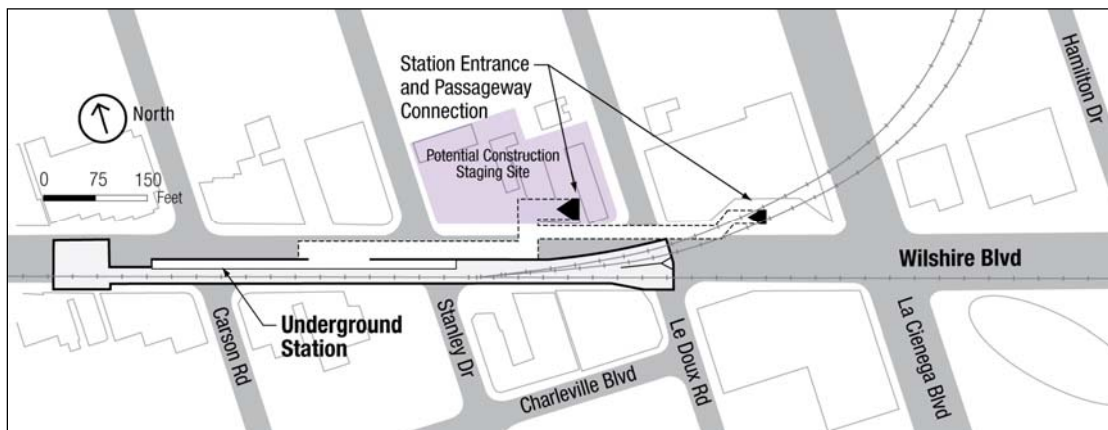 Station Entrance
and Passageway
Connection
Hamilton Dr
North
Potential Construction
Staging Site
0 75 150
Feet
Wilshire Blvd
Underground
Station
Carson Rd
Stanley Dr
Charleville Blvd
Le Doux Rd
La Cienega Blvd